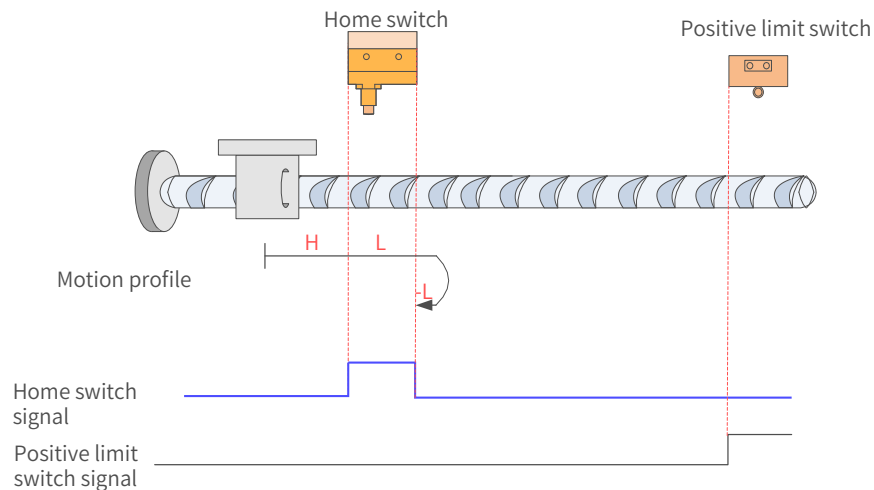 Home switch
Positive limit switch
H
L
Motion profile
-L
Home switch
signal
Positive limit
switch signal